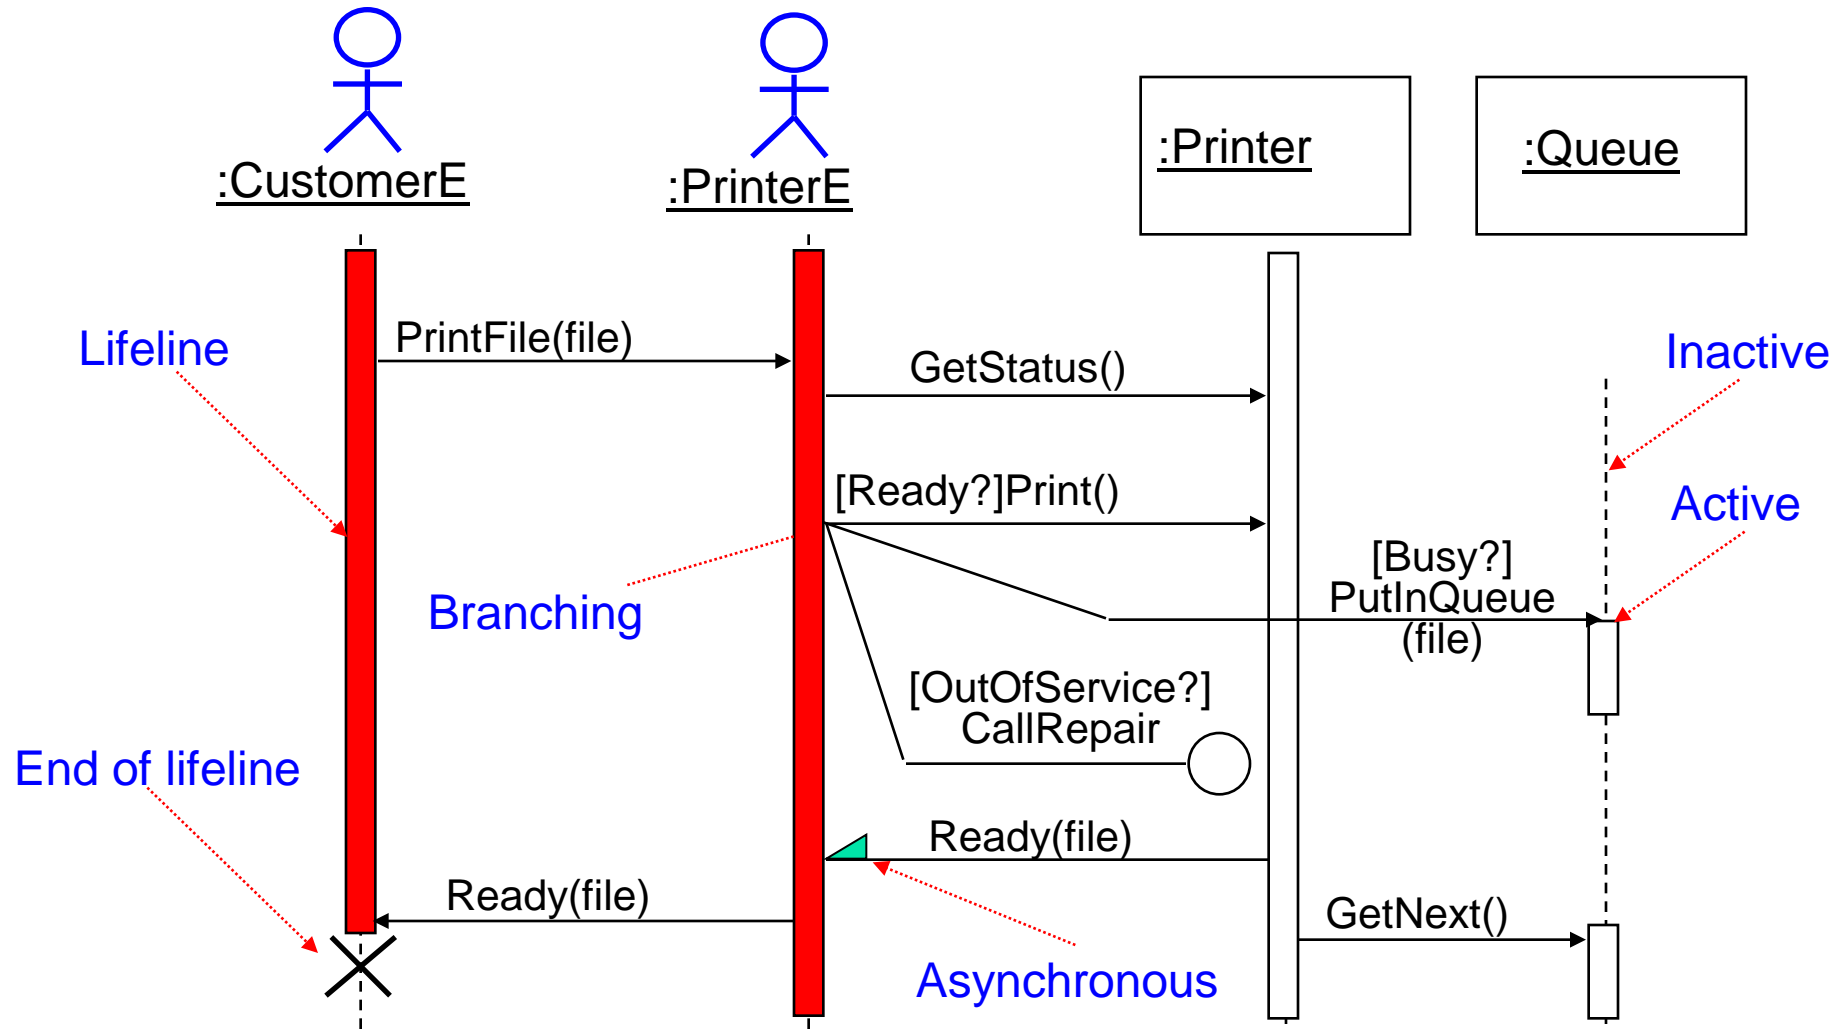 :CustomerE
:PrinterE
:Printer
:Queue
Lifeline
PrintFile(file)
GetStatus()
Inactive
[Ready?]Print()
Active
[Busy?]
PutInQueue
(file)
Branching
[OutOfService?]
CallRepair
End of lifeline
Ready(file)
Ready(file)
GetNext()
Asynchronous